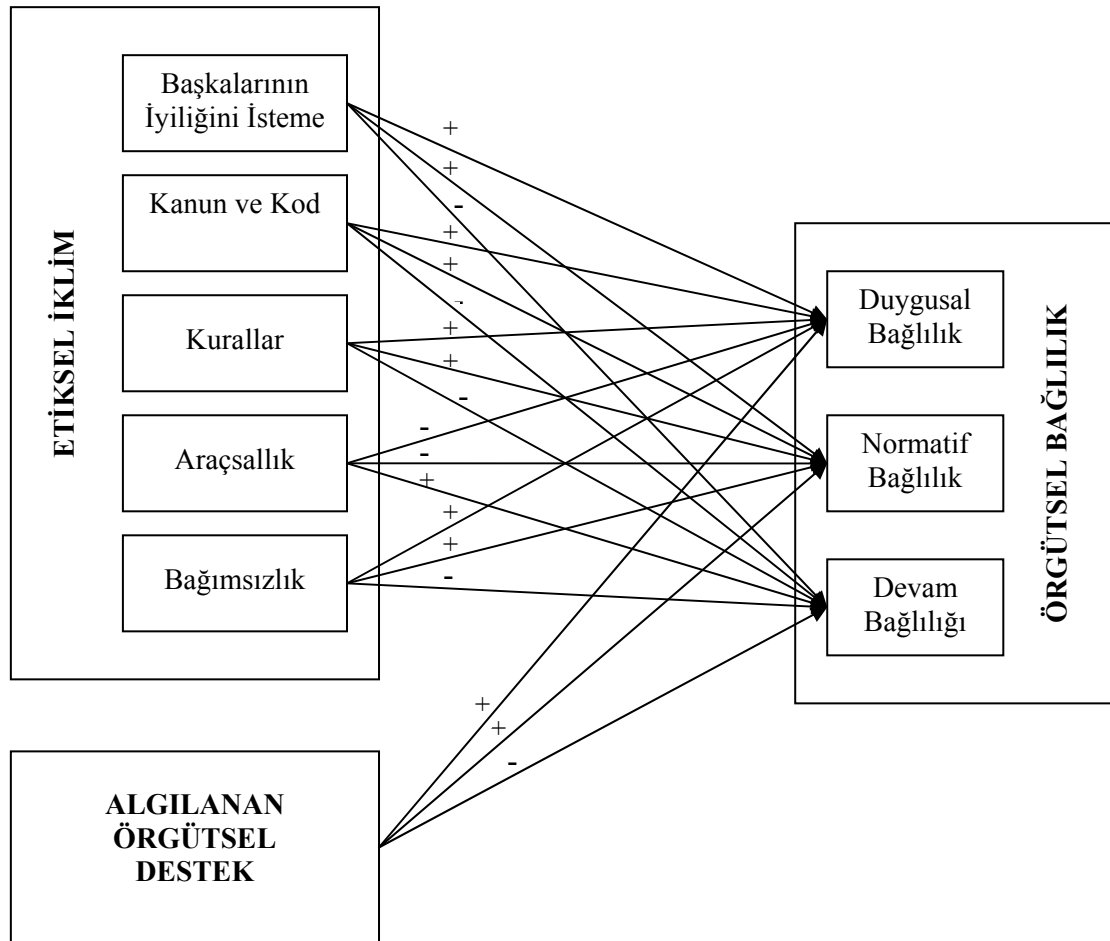 ETİKSEL İKLİM
Başkalarının
İyiliğini İsteme
Kanun ve Kod
Kurallar
Araçsallık
Bağımsızlık
+
+
-
+
+
-
+
+
-
-
-
+
+
+
-
+
+
-
Duygusal
Bağlılık
Normatif
Bağlılık
Devam
Bağlılığı
ÖRGÜTSEL BAĞLILIK
ALGILANAN
ÖRGÜTSEL
DESTEK